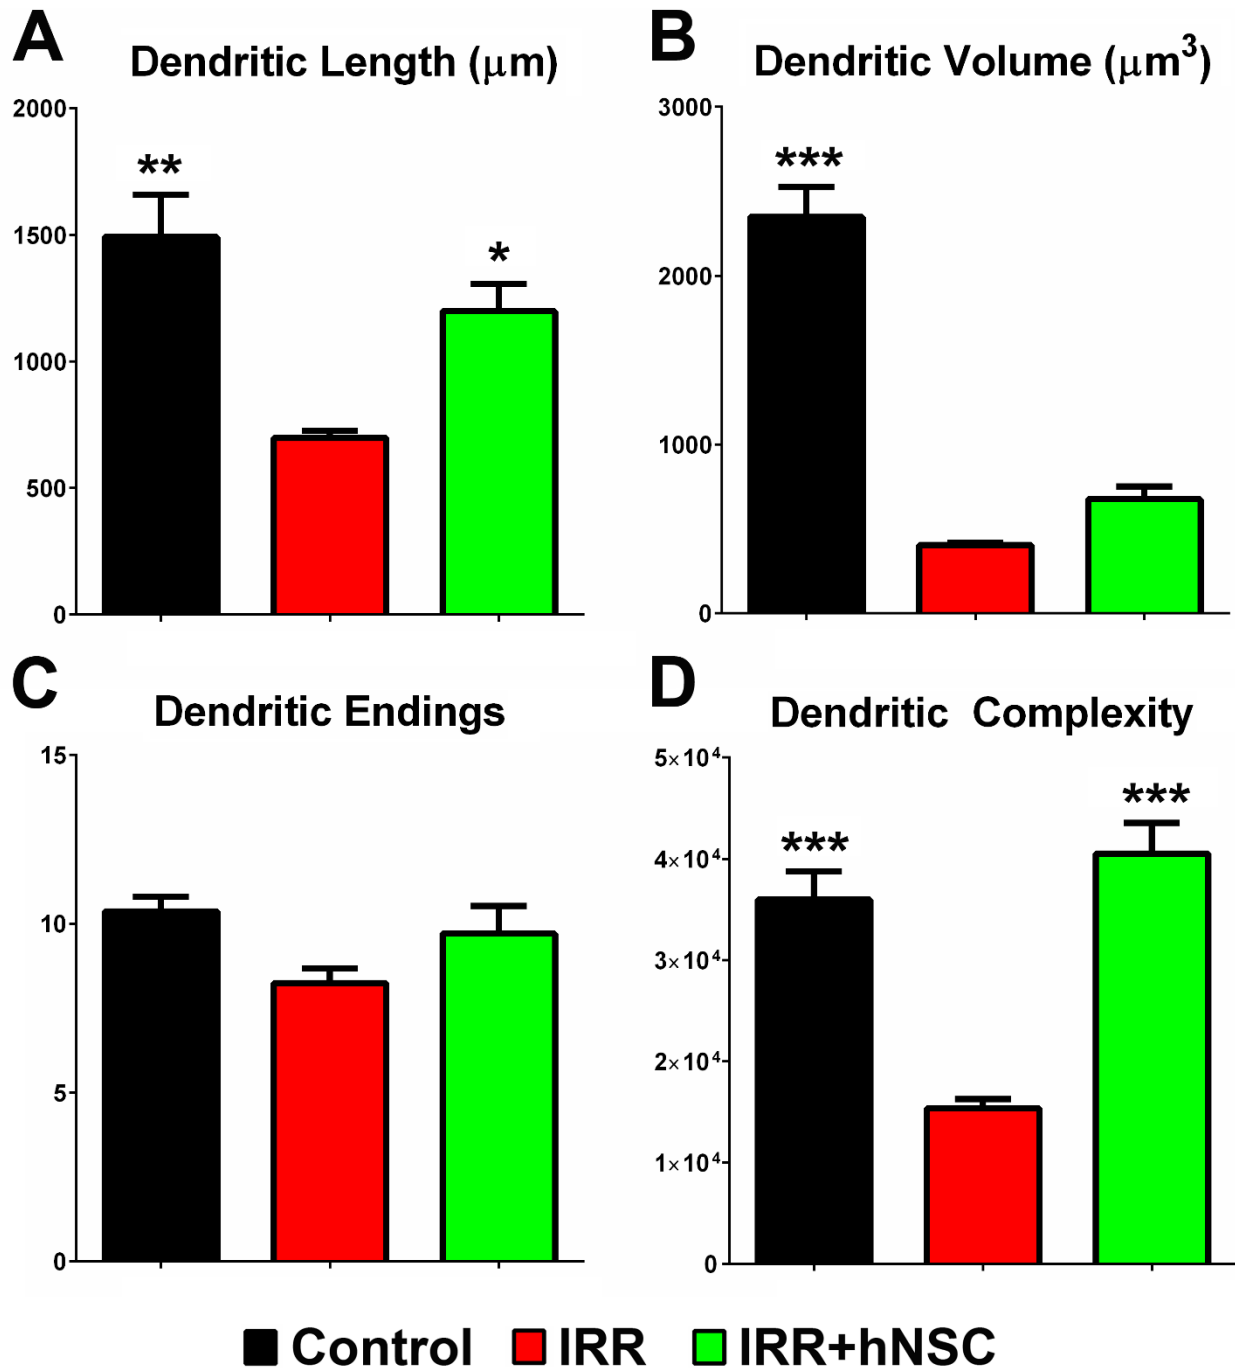 A
Dendritic Length (μm)
2000
1500
1000
500
0
**
*
B
Dendritic Volume (μm³)
3000
2000
1000
0
***
C
Dendritic Endings
15
10
5
0
D
Dendritic Complexity
5×10⁴
4×10⁴
3×10⁴
2×10⁴
1×10⁴
0
***
***
Control IRR IRR+hNSC